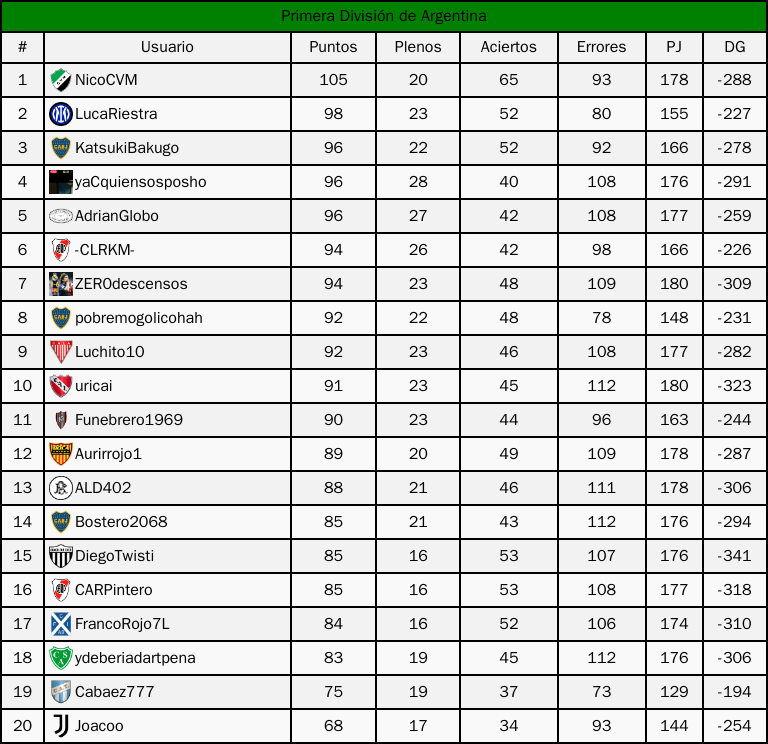 Primera División de Argentina
# Usuario Puntos Plenos Aciertos Errores PJ DG
1 NicoCVM 105 20 65 93 178 -288
2 LucaRiestra 98 23 52 80 155 -227
3 KatsukiBakugo 96 22 52 92 166 -278
4 yaCquiensosposho 96 28 40 108 176 -291
5 AdrianGlobo 96 27 42 108 177 -259
6 -CLRKM- 94 26 42 98 166 -226
7 ZER0descensos 94 23 48 109 180 -309
8 pobremogolicohah 92 22 48 78 148 -231
9 Luchito10 92 23 46 108 177 -282
10 uricai 91 23 45 112 180 -323
11 Funebrero1969 90 23 44 96 163 -244
12 Aurirrojo1 89 20 49 109 178 -287
13 ALD402 88 21 46 111 178 -306
14 Bostero2068 85 21 43 112 176 -294
15 DiegoTwisti 85 16 53 107 176 -341
16 CARPintero 85 16 53 108 177 -318
17 FrancoRojo7L 84 16 52 106 174 -310
18 ydeberiadartpena 83 19 45 112 176 -306
19 Cabaez777 75 19 37 73 129 -194
20 Joacoo 68 17 34 93 144 -254